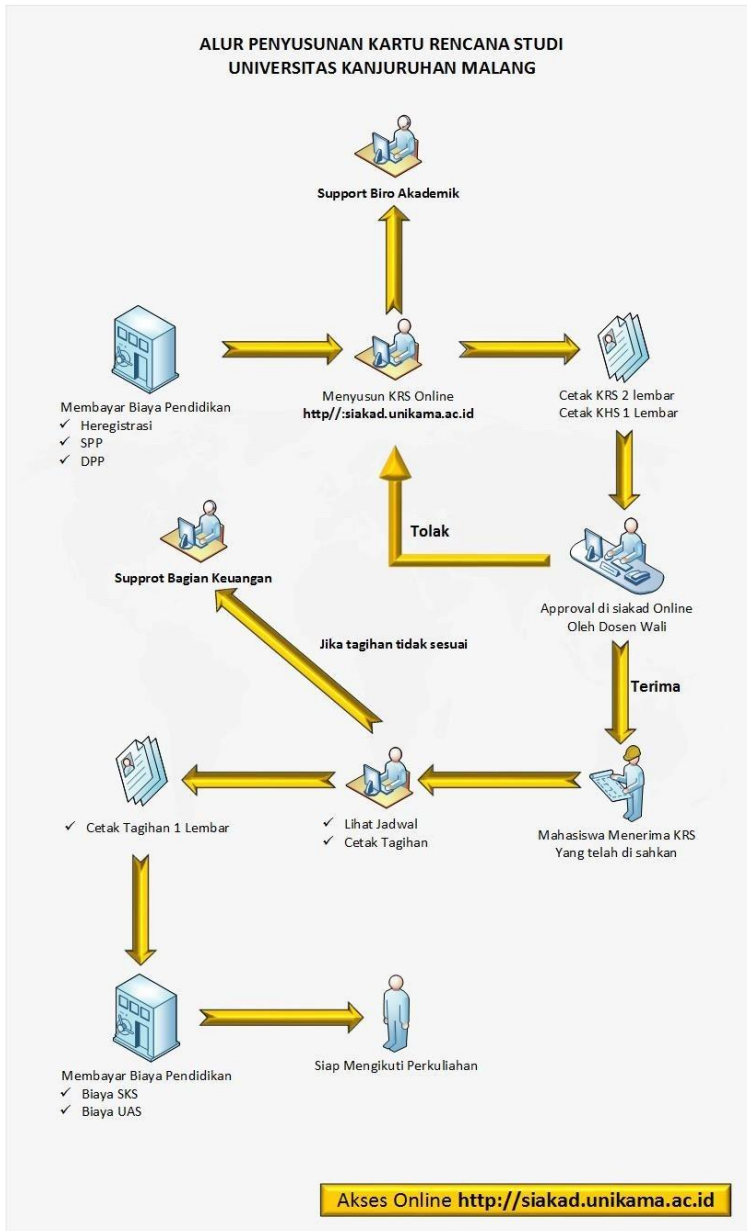 ALUR PENYUSUNAN KARTU RENCANA STUDI
UNIVERSITAS KANJURUHAN MALANG
Support Biro Akademik
Membayar Biaya Pendidikan
✓ Heregistrasi
✓ SPP
✓ DPP
Menyusun KRS Online
http//:siakad.unikama.ac.id
Cetak KRS 2 lembar
Cetak KHS 1 Lembar
Tolak
Approval di siakad Online
Oleh Dosen Wali
Supprot Bagian Keuangan
Jika tagihan tidak sesuai
Terima
Mahasiswa Menerima KRS
Yang telah di sahkan
✓ Lihat Jadwal
✓ Cetak Tagihan
✓ Cetak Tagihan 1 Lembar
Membayar Biaya Pendidikan
✓ Biaya SKS
✓ Biaya UAS
Siap Mengikuti Perkuliahan
Akses Online http://siakad.unikama.ac.id